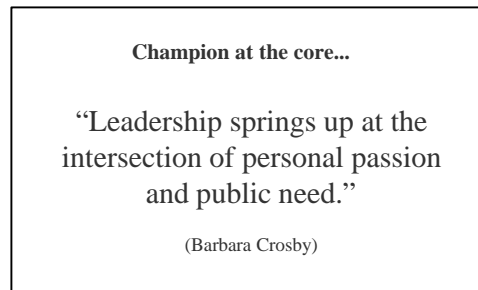 Champion at the core...
“Leadership springs up at the
intersection of personal passion
and public need.”
(Barbara Crosby)